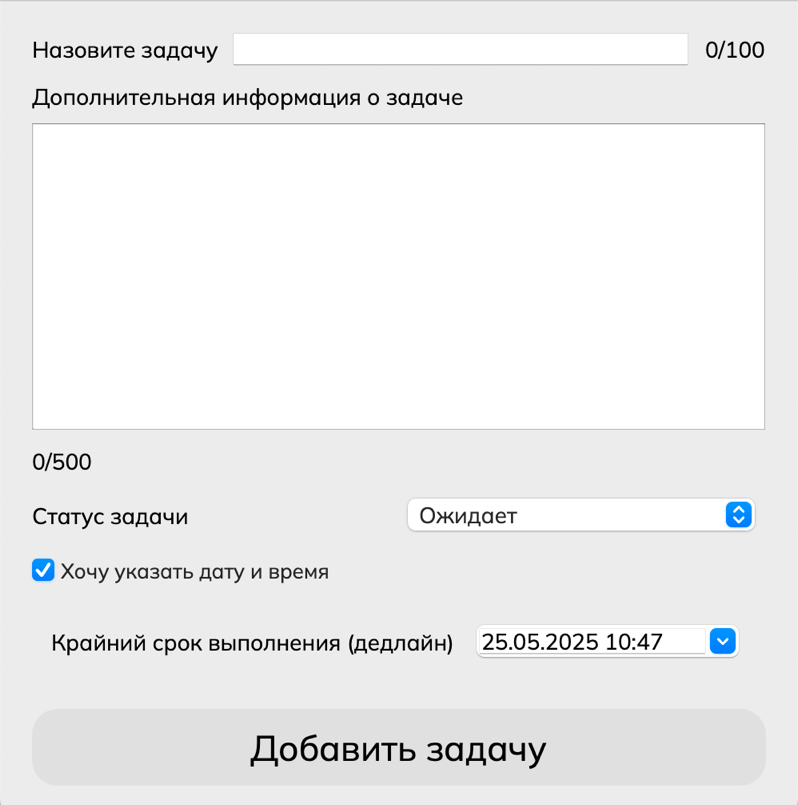 Назовите задачу 0/100
Дополнительная информация о задаче
0/500
Статус задачи Ожидает
Хочу указать дату и время
Крайний срок выполнения (дедлайн) 25.05.2025 10:47
Добавить задачу